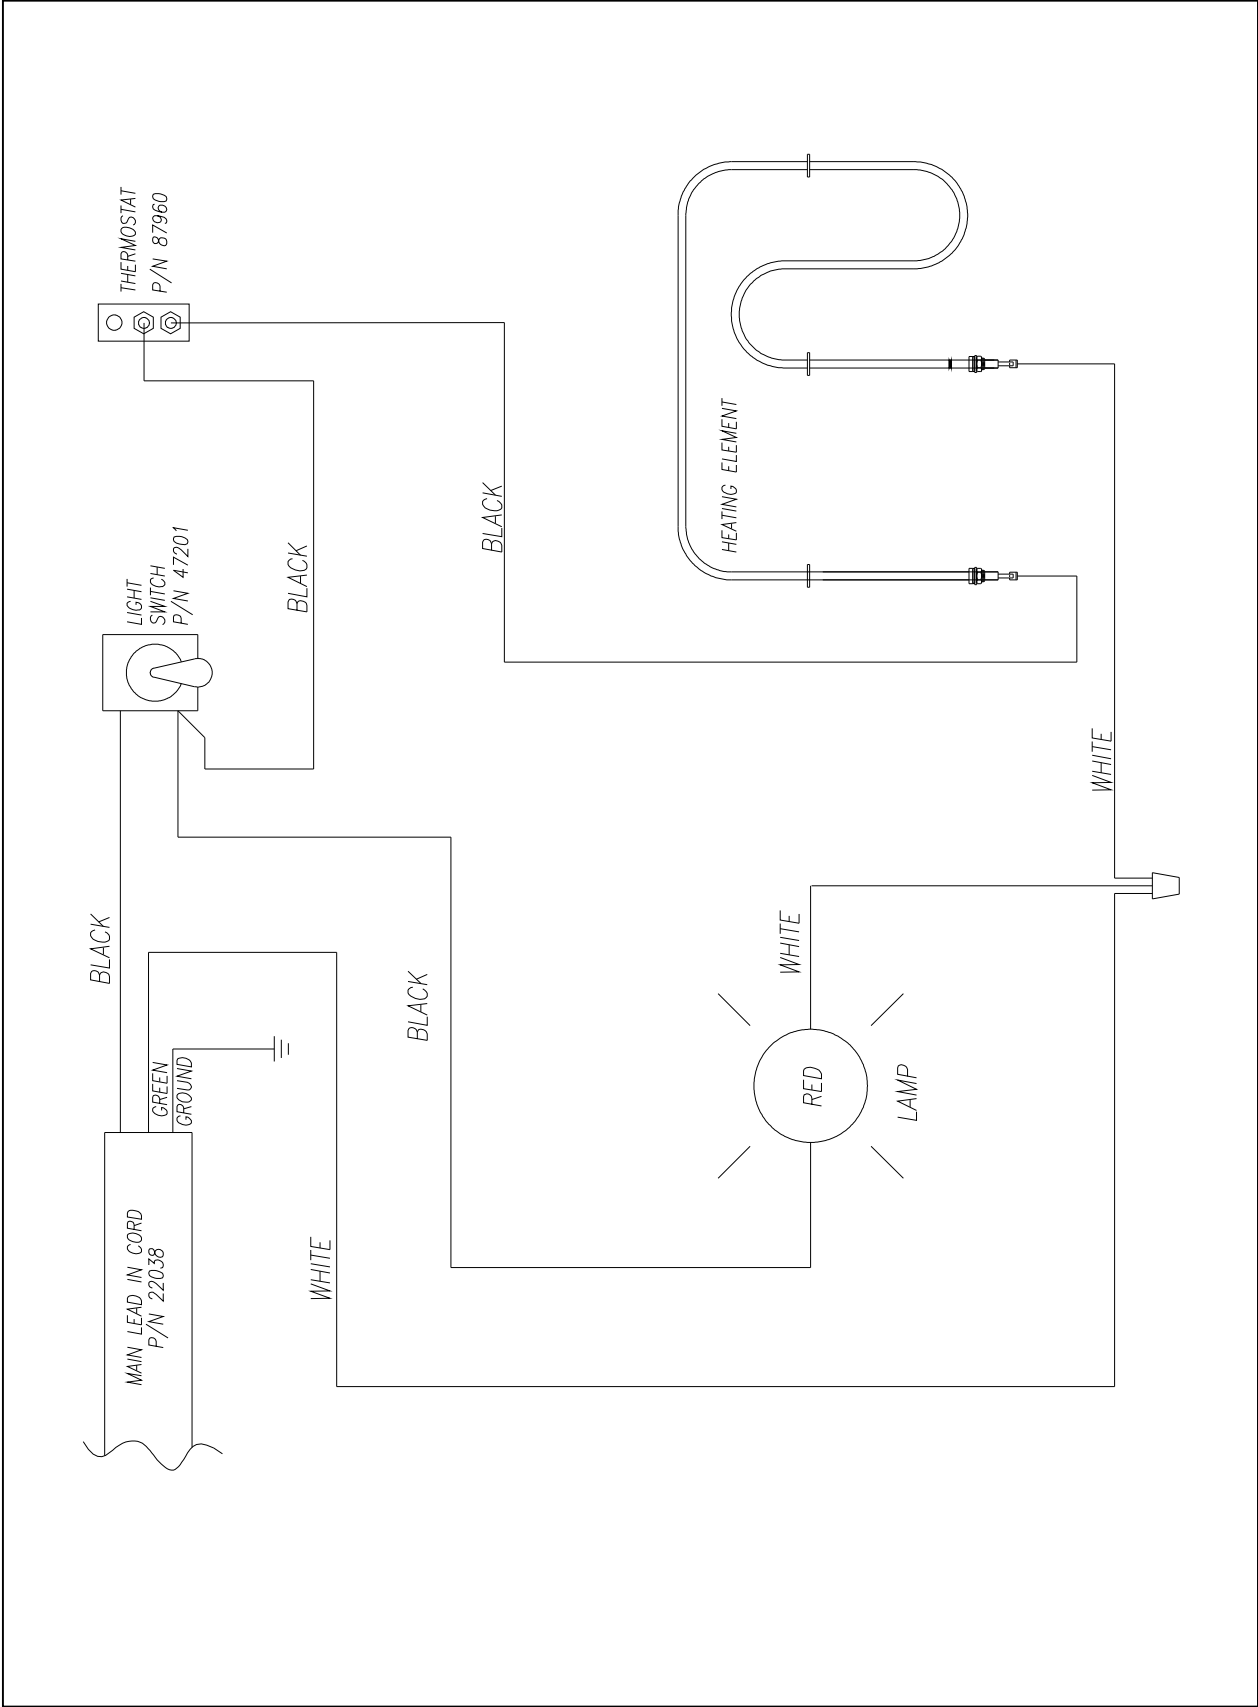 MAIN LEAD IN CORD
P/N 22038
GREEN
GROUND
BLACK
WHITE
BLACK
LIGHT
SWITCH
P/N 47201
BLACK
THERMOSTAT
P/N 87960
BLACK
HEATING ELEMENT
WHITE
RED
LAMP
WHITE